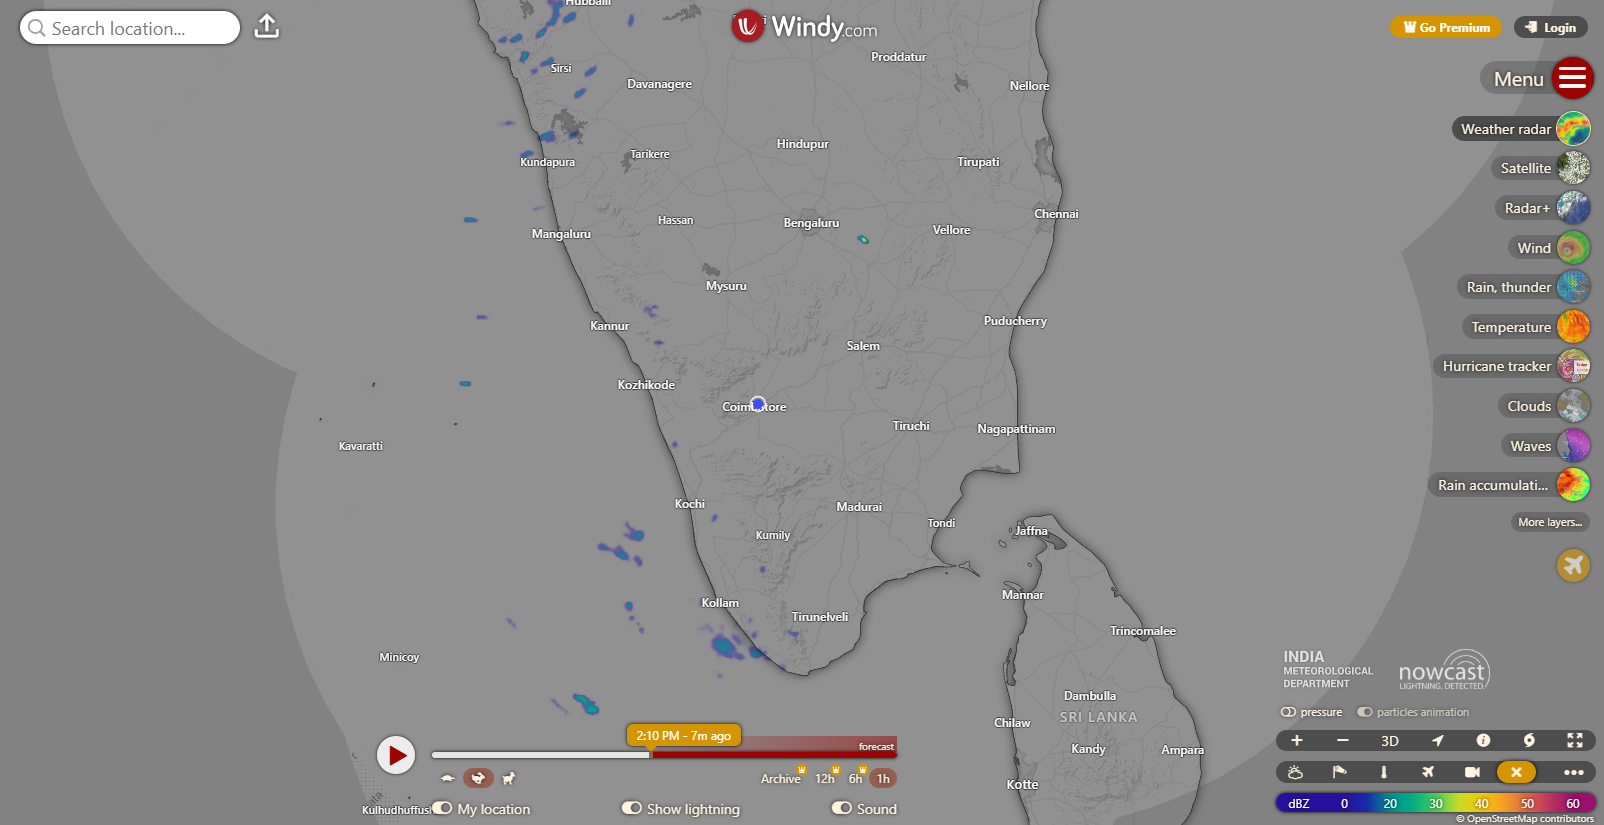 Search location...
Windy.com
Go Premium
Login
Menu
Weather radar
Satellite
Radar+
Wind
Rain, thunder
Temperature
Hurricane tracker
Clouds
Waves
Rain accumulati...
More layers...
Hubballi
Sirsi
Davanagere
Proddatur
Nellore
Kundapura
Tarikere
Hindupur
Tirupati
Hassan
Bengaluru
Vellore
Chennai
Mangaluru
Mysuru
Kannur
Puducherry
Salem
Kozhikode
Tiruchi
Nagapattinam
Kavaratti
Kochi
Madurai
Tondi
Kumily
Jaffna
Kollam
Tirunelveli
Mannar
Trincomalee
Minicoy
Dambulla
SRI LANKA
Chilaw
Kandy
Ampara
Kotte
INDIA
METEOROLOGICAL
DEPARTMENT
nowcast
LIGHTNING. DETECTED.
pressure
particles animation
3D
2:10 PM - 7m ago
forecast
Archive 12h 6h 1h
Kulhudhuffusi
My location
Show lightning
Sound
dBZ 0 20 30 40 50 60
© OpenStreetMap contributors